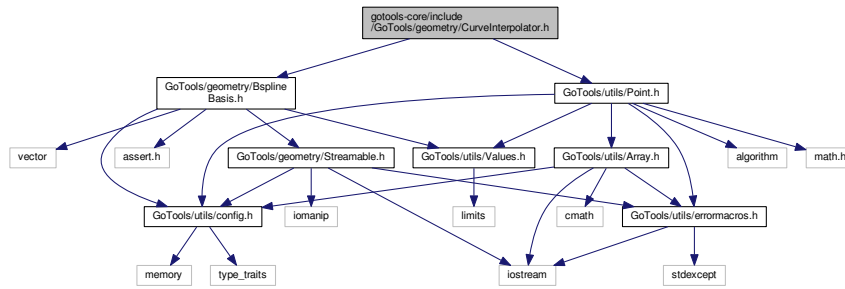 gotools-core/include
/GoTools/geometry/CurveInterpolator.h
GoTools/geometry/Bspline
Basis.h
GoTools/utils/Point.h
vector
assert.h
GoTools/geometry/Streamable.h
GoTools/utils/Values.h
GoTools/utils/Array.h
algorithm
math.h
GoTools/utils/config.h
iomanip
limits
cmath
GoTools/utils/errormacros.h
memory
type_traits
iostream
stdexcept